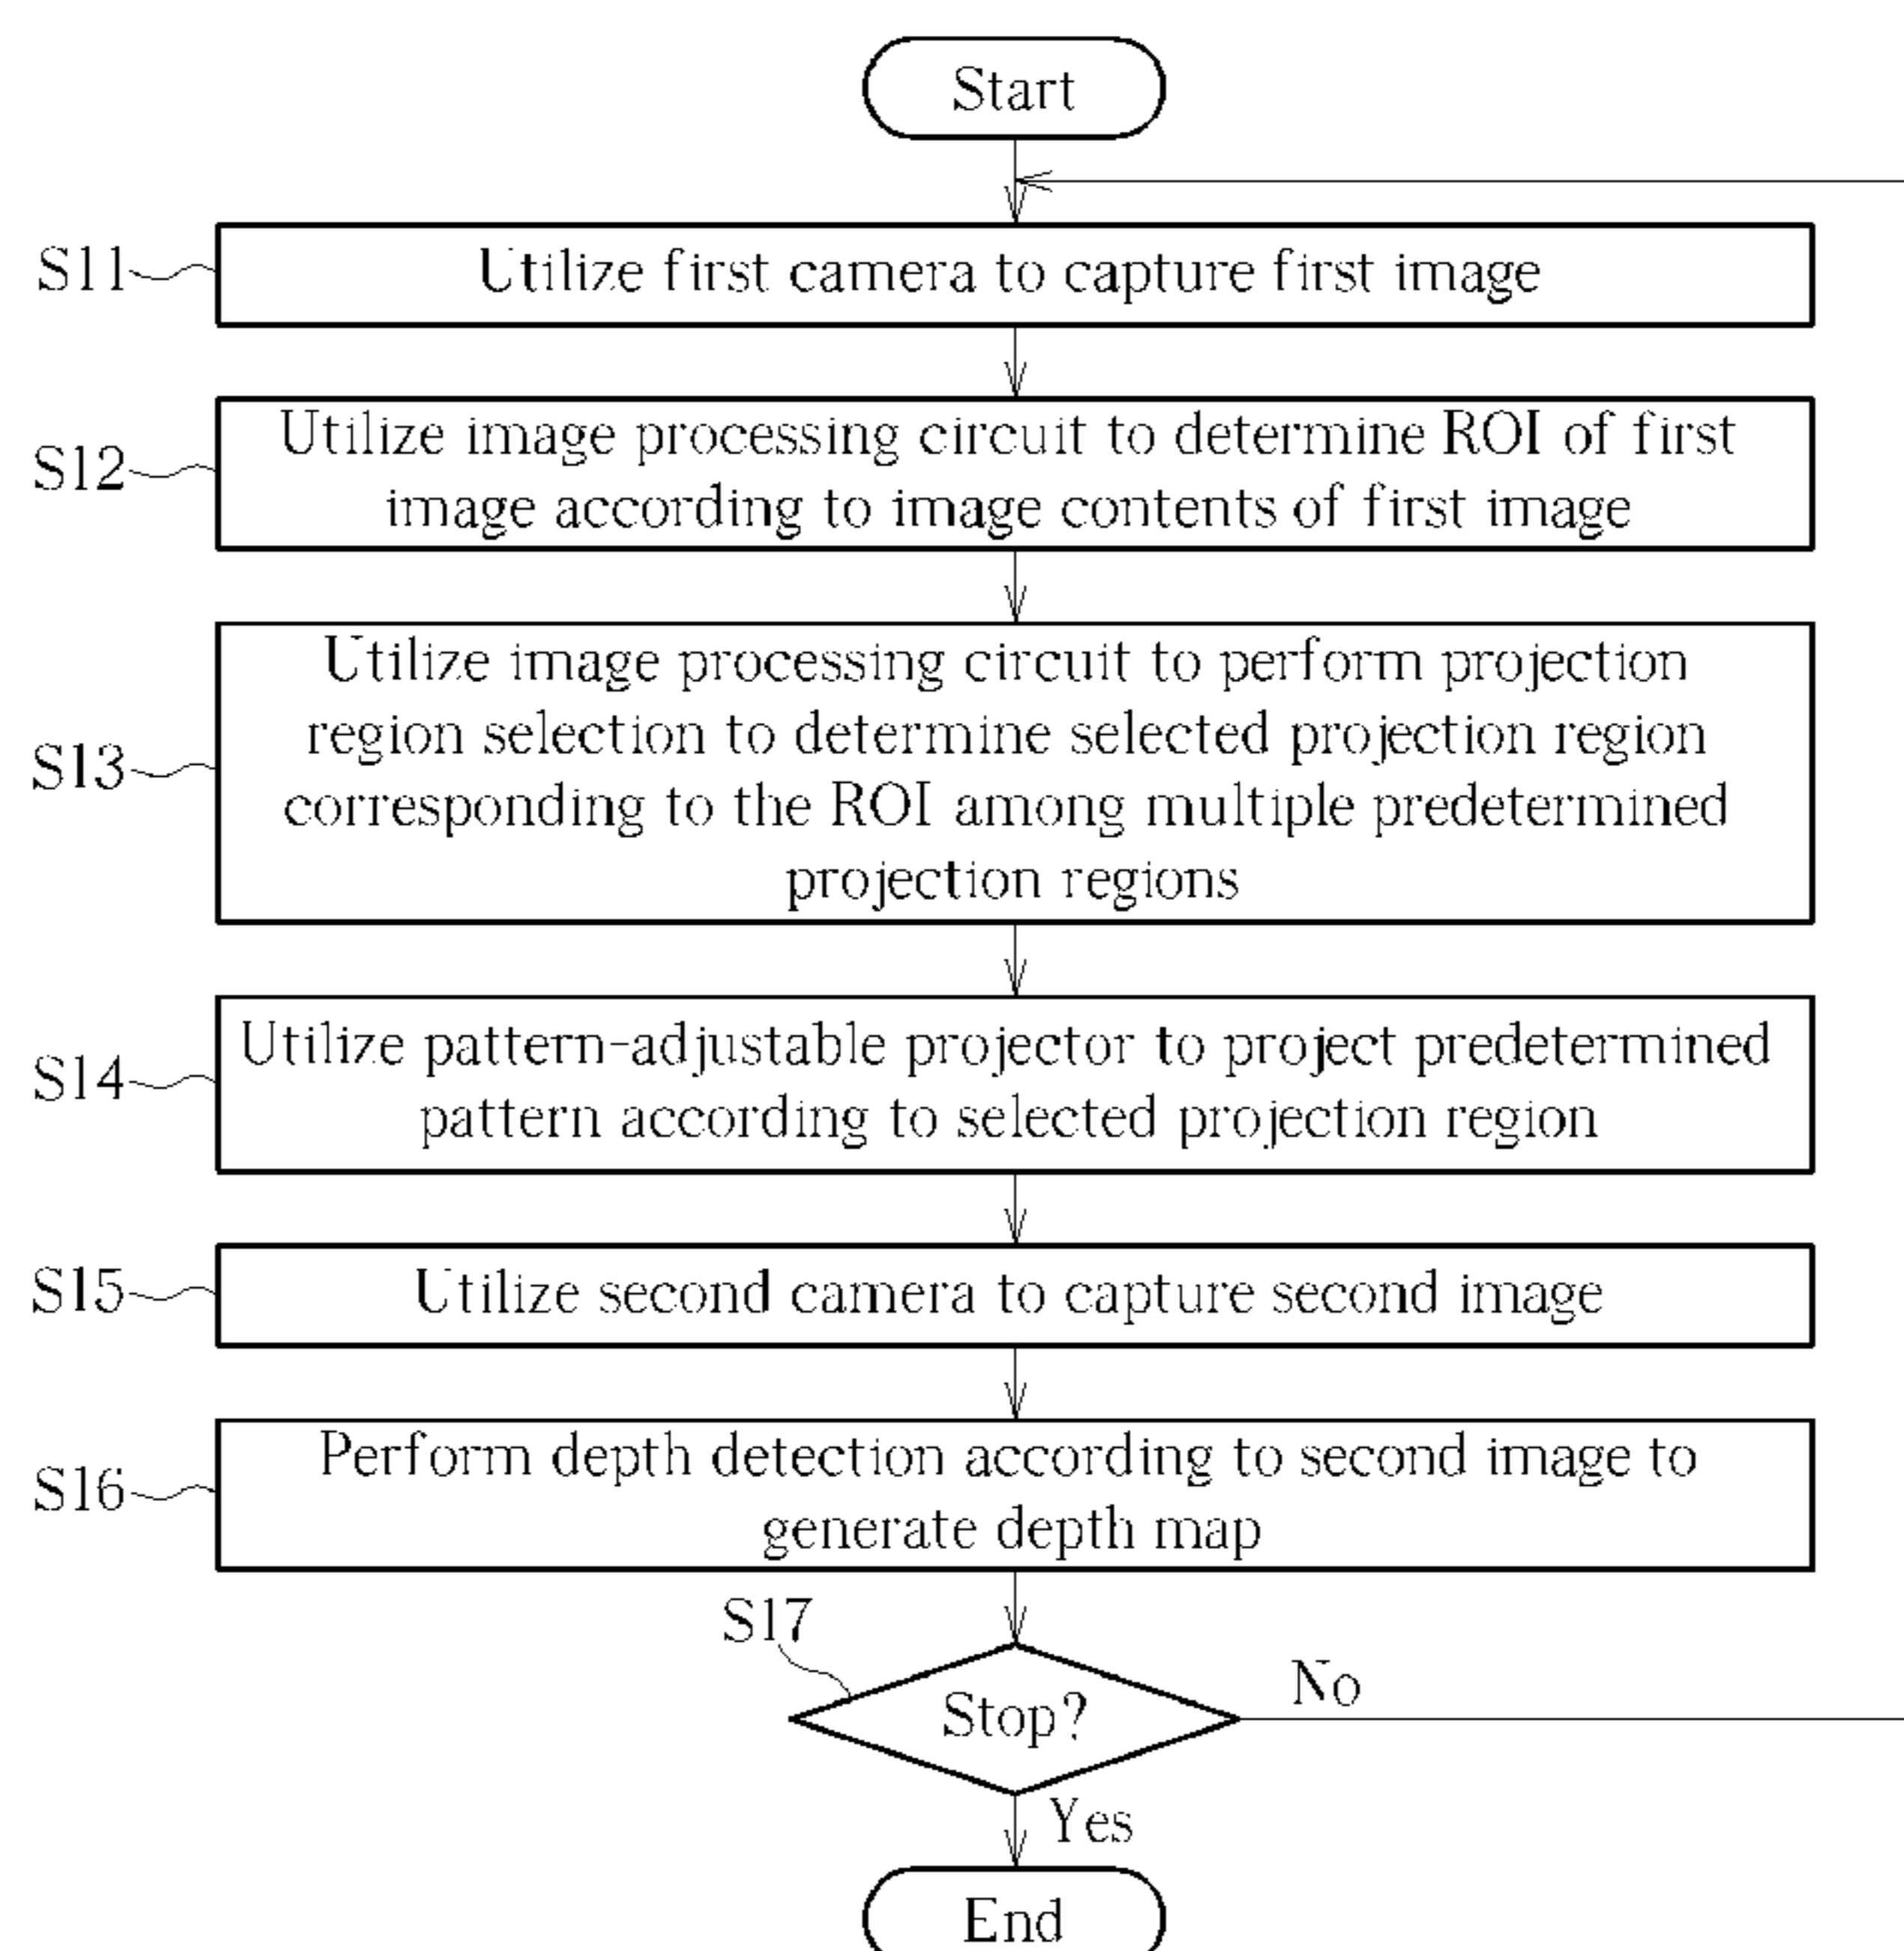 Start
S11
Utilize first camera to capture first image
S12
Utilize image processing circuit to determine ROI of first
image according to image contents of first image
S13
Utilize image processing circuit to perform projection
region selection to determine selected projection region
corresponding to the ROI among multiple predetermined
projection regions
S14
Utilize pattern-adjustable projector to project predetermined
pattern according to selected projection region
S15
Utilize second camera to capture second image
S16
Perform depth detection according to second image to
generate depth map
S17
Stop?
No
Yes
End